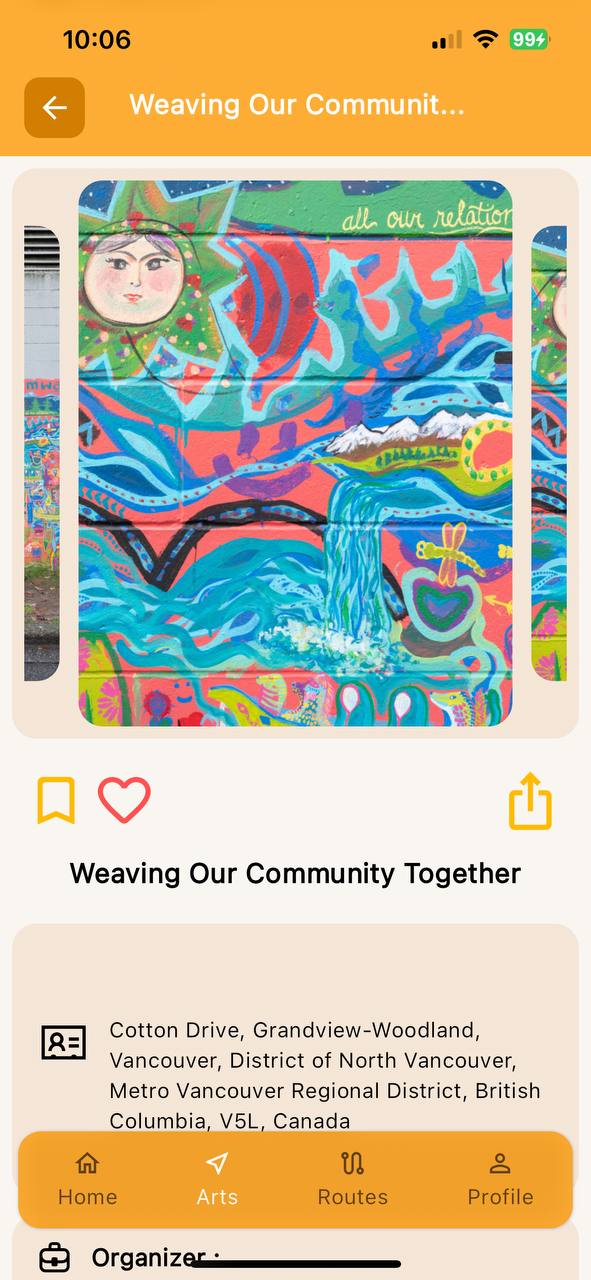 10:06
99
Weaving Our Communit...
all our relation
Weaving Our Community Together
Cotton Drive, Grandview-Woodland,
Vancouver, District of North Vancouver,
Metro Vancouver Regional District, British
Columbia, V5L, Canada
Home Arts Routes Profile
Organizer :